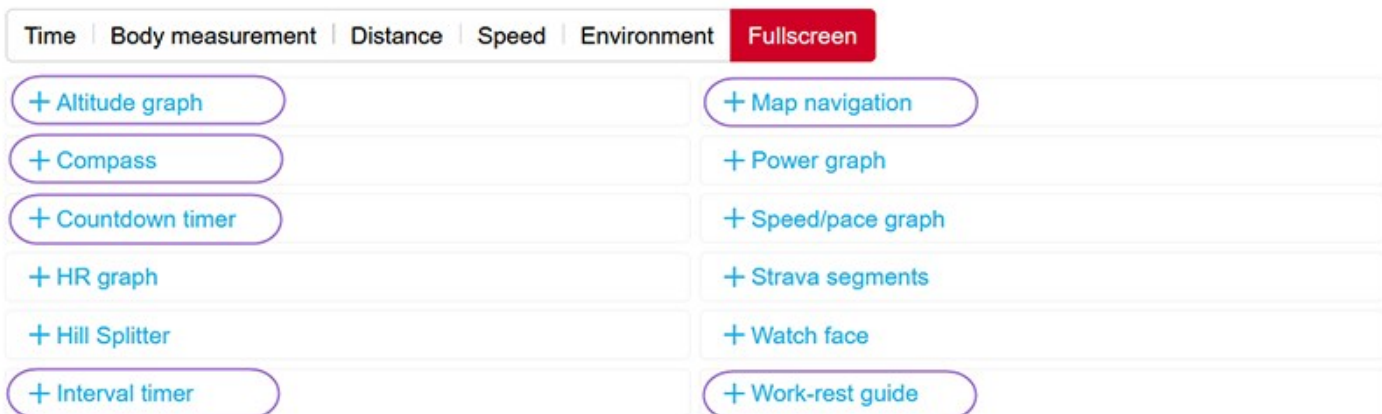 Time Body measurement Distance Speed Environment Fullscreen
+ Altitude graph
+ Map navigation
+ Compass
+ Power graph
+ Countdown timer
+ Speed/pace graph
+ HR graph
+ Strava segments
+ Hill Splitter
+ Watch face
+ Interval timer
+ Work-rest guide